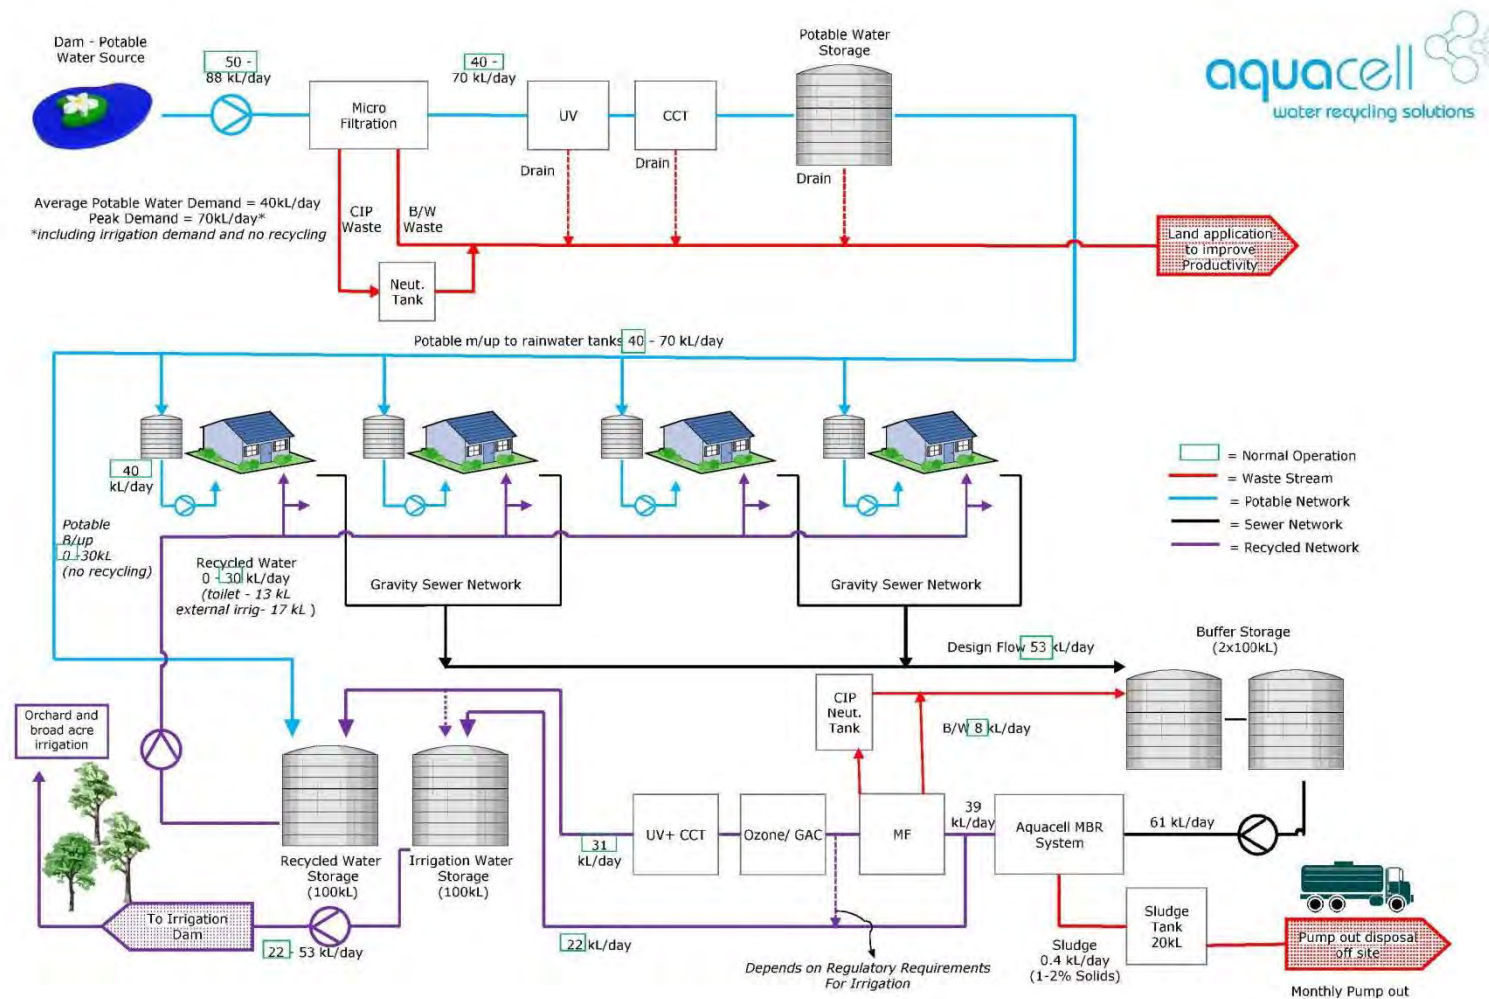 Dam - Potable
Water Source
50 -
88 kL/day
40 -
70 kL/day
Potable Water
Storage
aquacell
water recycling solutions
Micro
Filtration
UV
CCT
Drain
Drain
Drain
Average Potable Water Demand = 40kL/day
Peak Demand = 70kL/day*
*including irrigation demand and no recycling
CIP
Waste
B/W
Waste
Neut.
Tank
Land application
to improve
Productivity
Potable m/up to rainwater tanks 40 - 70 kL/day
40
kL/day
= Normal Operation
= Waste Stream
= Potable Network
= Sewer Network
= Recycled Network
Potable
B/up
0 -30kL
(no recycling)
Recycled Water
0 - 30 kL/day
(toilet - 13 kL
external irrig- 17 kL )
Gravity Sewer Network
Gravity Sewer Network
Design Flow 53 kL/day
Buffer Storage
(2x100kL)
Orchard and
broad acre
irrigation
CIP
Neut.
Tank
B/W 8 kL/day
UV+ CCT
Ozone/ GAC
MF
39
kL/day
Aquacell MBR
System
61 kL/day
31
kL/day
Recycled Water
Storage
(100kL)
Irrigation Water
Storage
(100kL)
To Irrigation
Dam
22 - 53 kL/day
22 kL/day
Depends on Regulatory Requirements
For Irrigation
Sludge
0.4 kL/day
(1-2% Solids)
Sludge
Tank
20kL
Pump out disposal
off site
Monthly Pump out